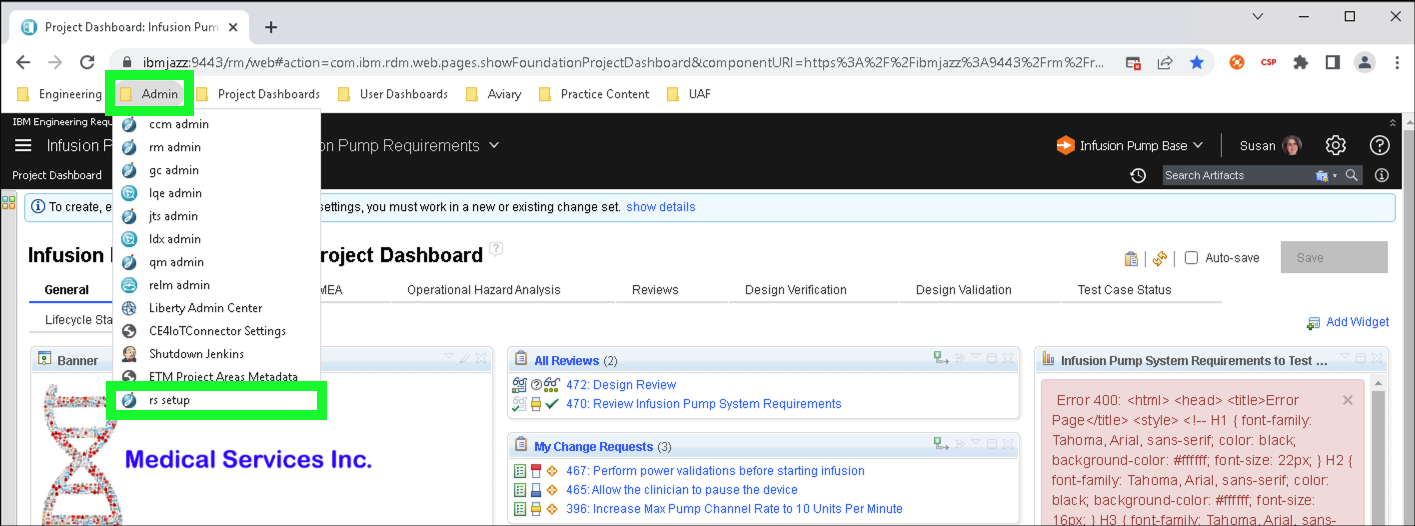 Project Dashboard: Infusion Pum
ibmjazz:9443/rm/web#action=com.ibm.rdm.web.pages.showFoundationProjectDashboard&componentURI=https%3A%2F%2Fibmjazz%3A9443%2Frm%2Fr...
CSP
Engineering
Admin
Project Dashboards
User Dashboards
Aviary
Practice Content
UAF
IBM Engineering Requ
Infusion P
on Pump Requirements
Infusion Pump Base
Susan
Project Dashboard
Search Artifacts
ccm admin
rm admin
gc admin
lqe admin
jts admin
ldx admin
qm admin
relm admin
Liberty Admin Center
CE4IoTConnector Settings
Shutdown Jenkins
ETM Project Areas Metadata
rs setup
To create, e
settings, you must work in a new or existing change set. show details
Infusion
roject Dashboard
Auto-save
Save
General
MEA
Operational Hazard Analysis
Reviews
Design Verification
Design Validation
Test Case Status
Lifecycle Sta
Add Widget
Banner
Medical Services Inc.
All Reviews (2)
472: Design Review
470: Review Infusion Pump System Requirements
My Change Requests (3)
467: Perform power validations before starting infusion
465: Allow the clinician to pause the device
396: Increase Max Pump Channel Rate to 10 Units Per Minute
Infusion Pump System Requirements to Test ...
Error 400: <html> <head> <title>Error
Page</title> <style> <!-- H1 { font-family:
Tahoma, Arial, sans-serif; color: black;
background-color: #ffffff; font-size: 22px; } H2 {
font-family: Tahoma, Arial, sans-serif; color:
black; background-color: #ffffff; font-size:
16px; } H3 { font-family: Tahoma, Arial, sans-